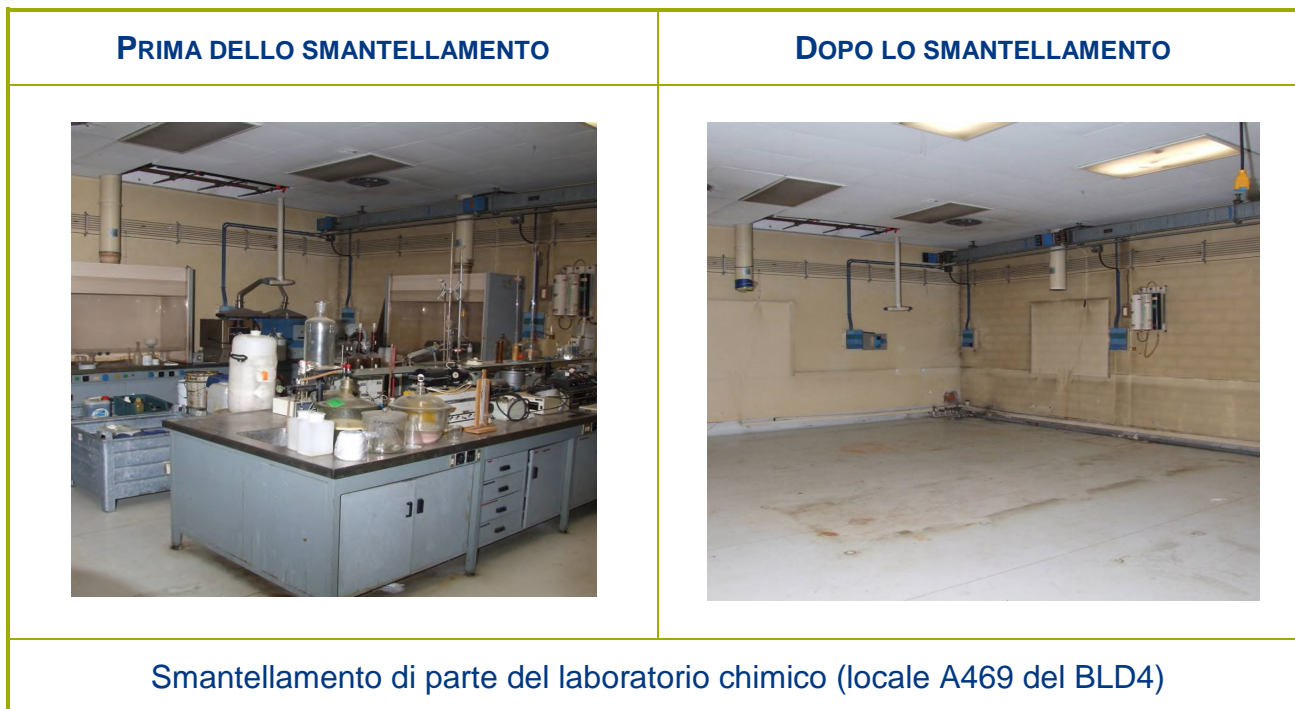 PRIMA DELLO SMANTELLAMENTO
DOPO LO SMANTELLAMENTO
Smantellamento di parte del laboratorio chimico (locale A469 del BLD4)